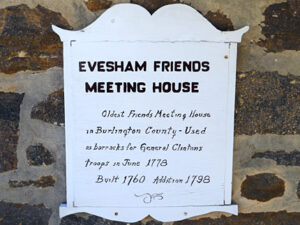 EVESHAM FRIENDS
MEETING HOUSE
Oldest Friends Meeting House
in Burlington County - Used
as barracks for General Clintons
troops in June 1778
Built 1760 Addition 1798